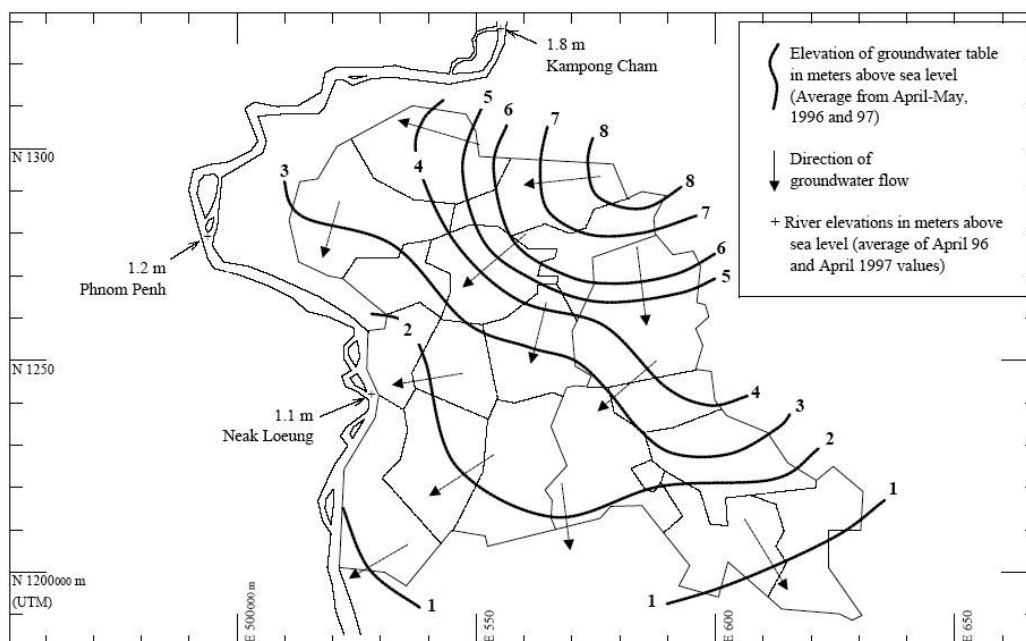 1.8 m
Kampong Cham
Elevation of groundwater table
in meters above sea level
(Average from April-May,
1996 and 97)
Direction of
groundwater flow
+ River elevations in meters above
sea level (average of April 96
and April 1997 values)
5
6
7
8
N 1300
3
4
8
7
6
5
1.2 m
Phnom Penh
2
N 1250
1.1 m
Neak Loeung
4
3
2
1
N 1200000 m
(UTM)
1
1
E 500000 m
E 550
E 600
E 650